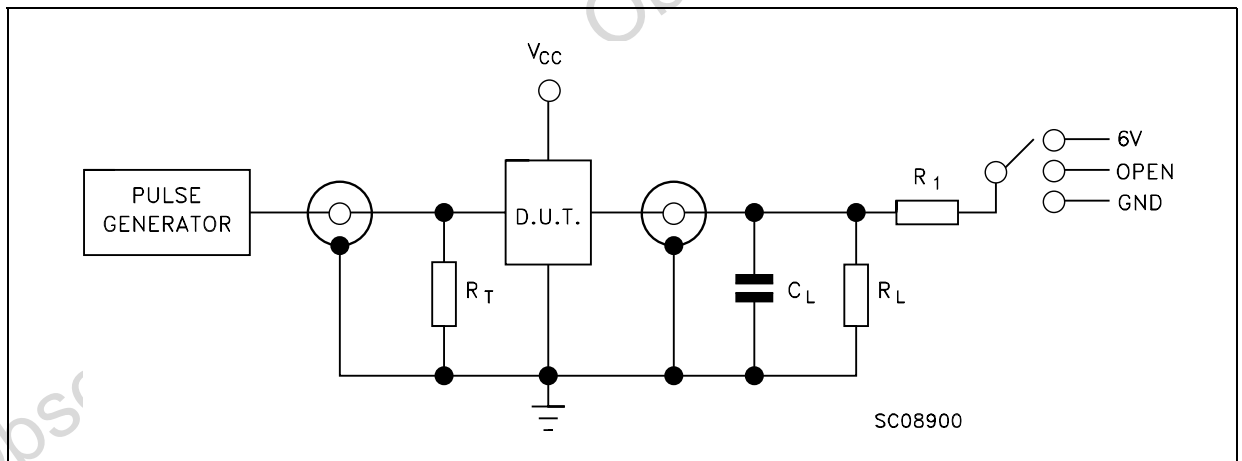 VCC
6V
OPEN
GND
R1
PULSE
GENERATOR
D.U.T.
RT
CL
RL
SC08900